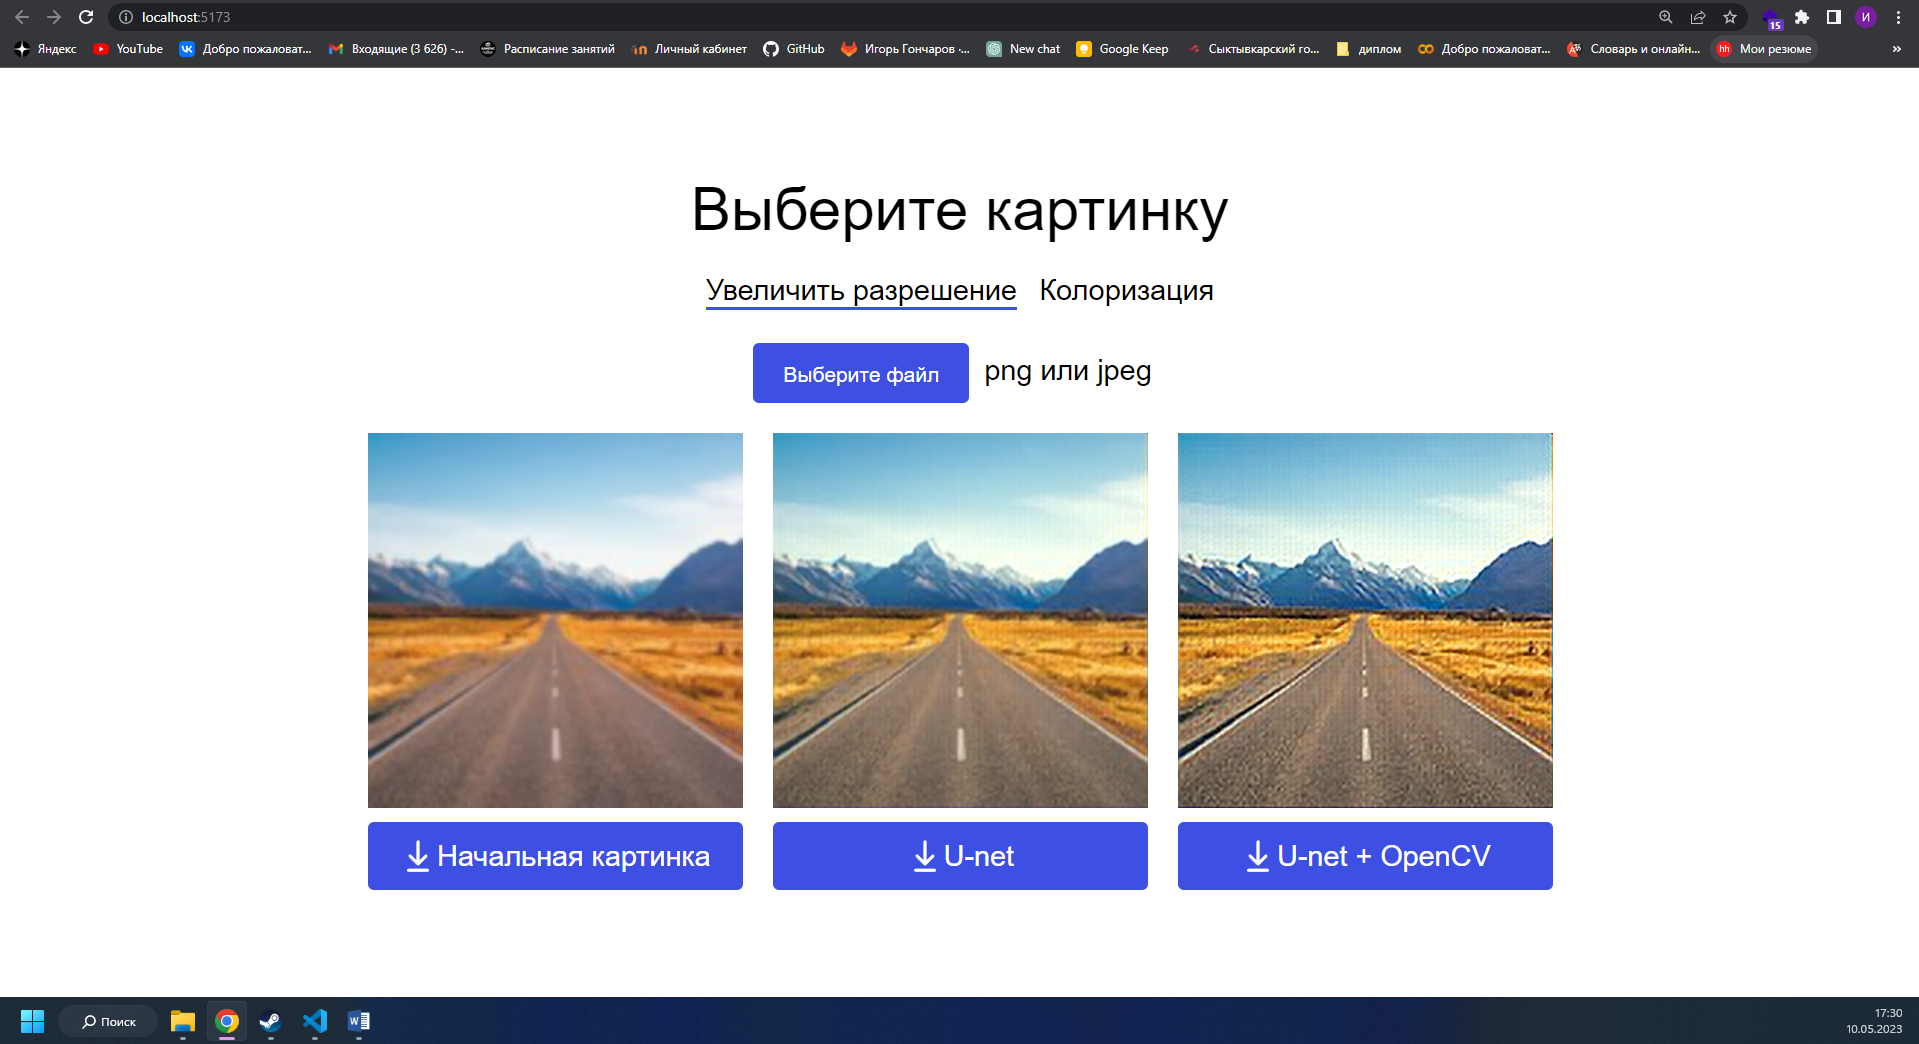 localhost:5173
15
И
Яндекс
YouTube
Добро пожаловат...
Входящие (3 626) -...
Расписание занятий
Личный кабинет
GitHub
Игорь Гончаров ·...
New chat
Google Keep
Сыктывкарский го...
диплом
Добро пожаловат...
Словарь и онлайн...
hh
Мои резюме
»
Выберите картинку
Увеличить разрешение
Колоризация
Выберите файл
png или jpeg
Начальная картинка
U-net
U-net + OpenCV
Поиск
17:30
10.05.2023